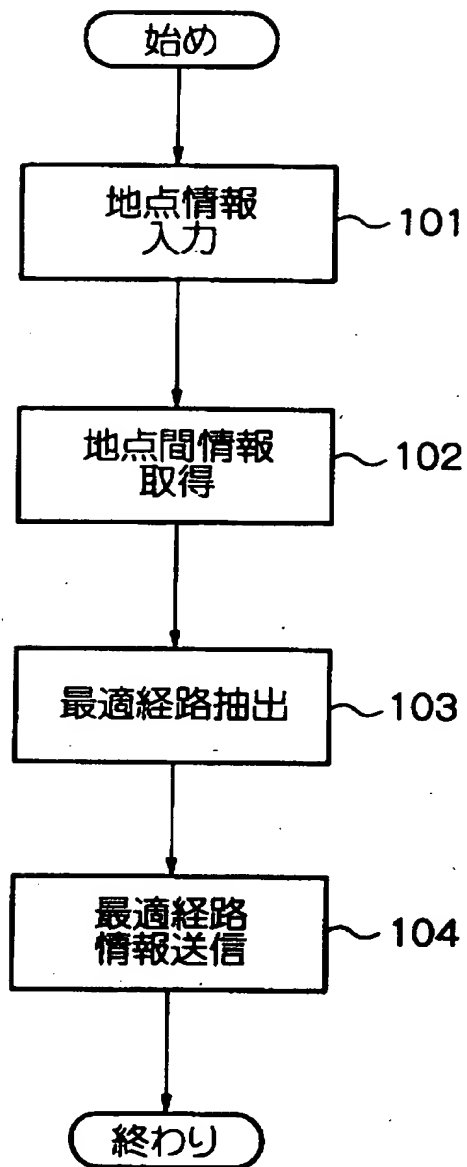 始め
地点情報
入力
101
地点間情報
取得
102
最適経路抽出
103
最適経路
情報送信
104
終わり